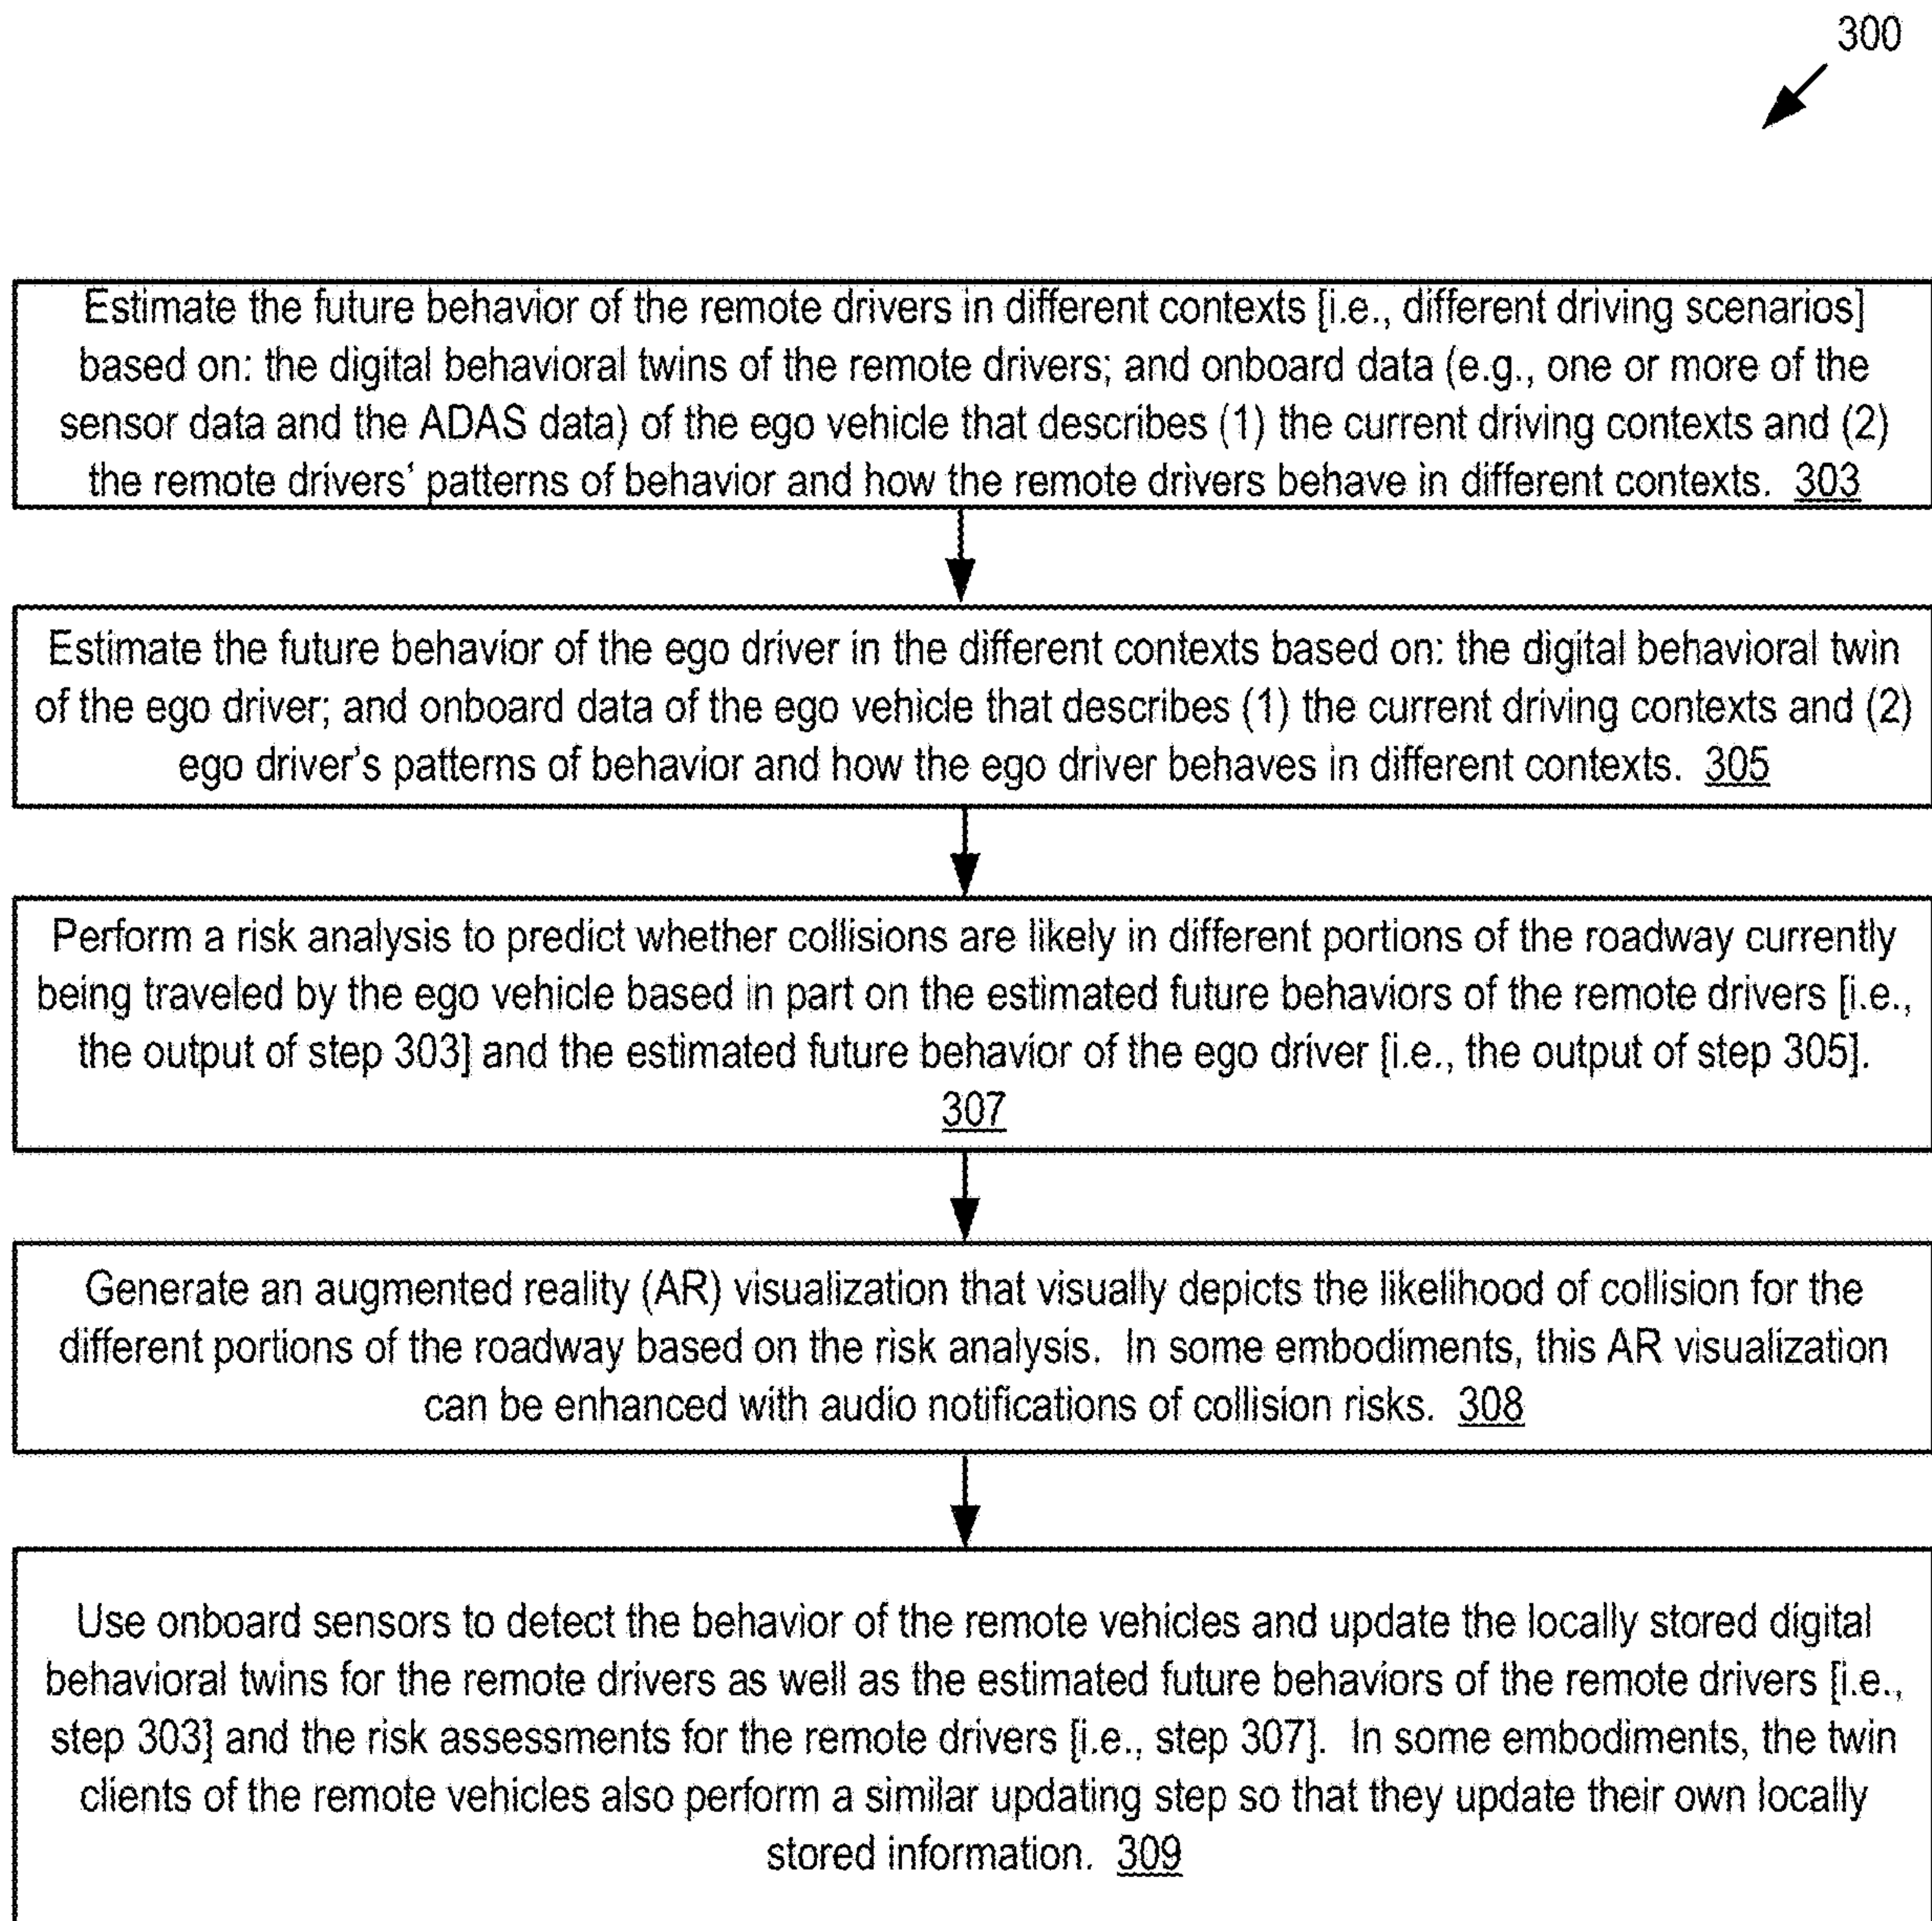 300
Estimate the future behavior of the remote drivers in different contexts [i.e., different driving scenarios]
based on: the digital behavioral twins of the remote drivers; and onboard data (e.g., one or more of the
sensor data and the ADAS data) of the ego vehicle that describes (1) the current driving contexts and (2)
the remote drivers' patterns of behavior and how the remote drivers behave in different contexts. 303
Estimate the future behavior of the ego driver in the different contexts based on: the digital behavioral twin
of the ego driver; and onboard data of the ego vehicle that describes (1) the current driving contexts and (2)
ego driver's patterns of behavior and how the ego driver behaves in different contexts. 305
Perform a risk analysis to predict whether collisions are likely in different portions of the roadway currently
being traveled by the ego vehicle based in part on the estimated future behaviors of the remote drivers [i.e.,
the output of step 303] and the estimated future behavior of the ego driver [i.e., the output of step 305].
307
Generate an augmented reality (AR) visualization that visually depicts the likelihood of collision for the
different portions of the roadway based on the risk analysis. In some embodiments, this AR visualization
can be enhanced with audio notifications of collision risks. 308
Use onboard sensors to detect the behavior of the remote vehicles and update the locally stored digital
behavioral twins for the remote drivers as well as the estimated future behaviors of the remote drivers [i.e.,
step 303] and the risk assessments for the remote drivers [i.e., step 307]. In some embodiments, the twin
clients of the remote vehicles also perform a similar updating step so that they update their own locally
stored information. 309